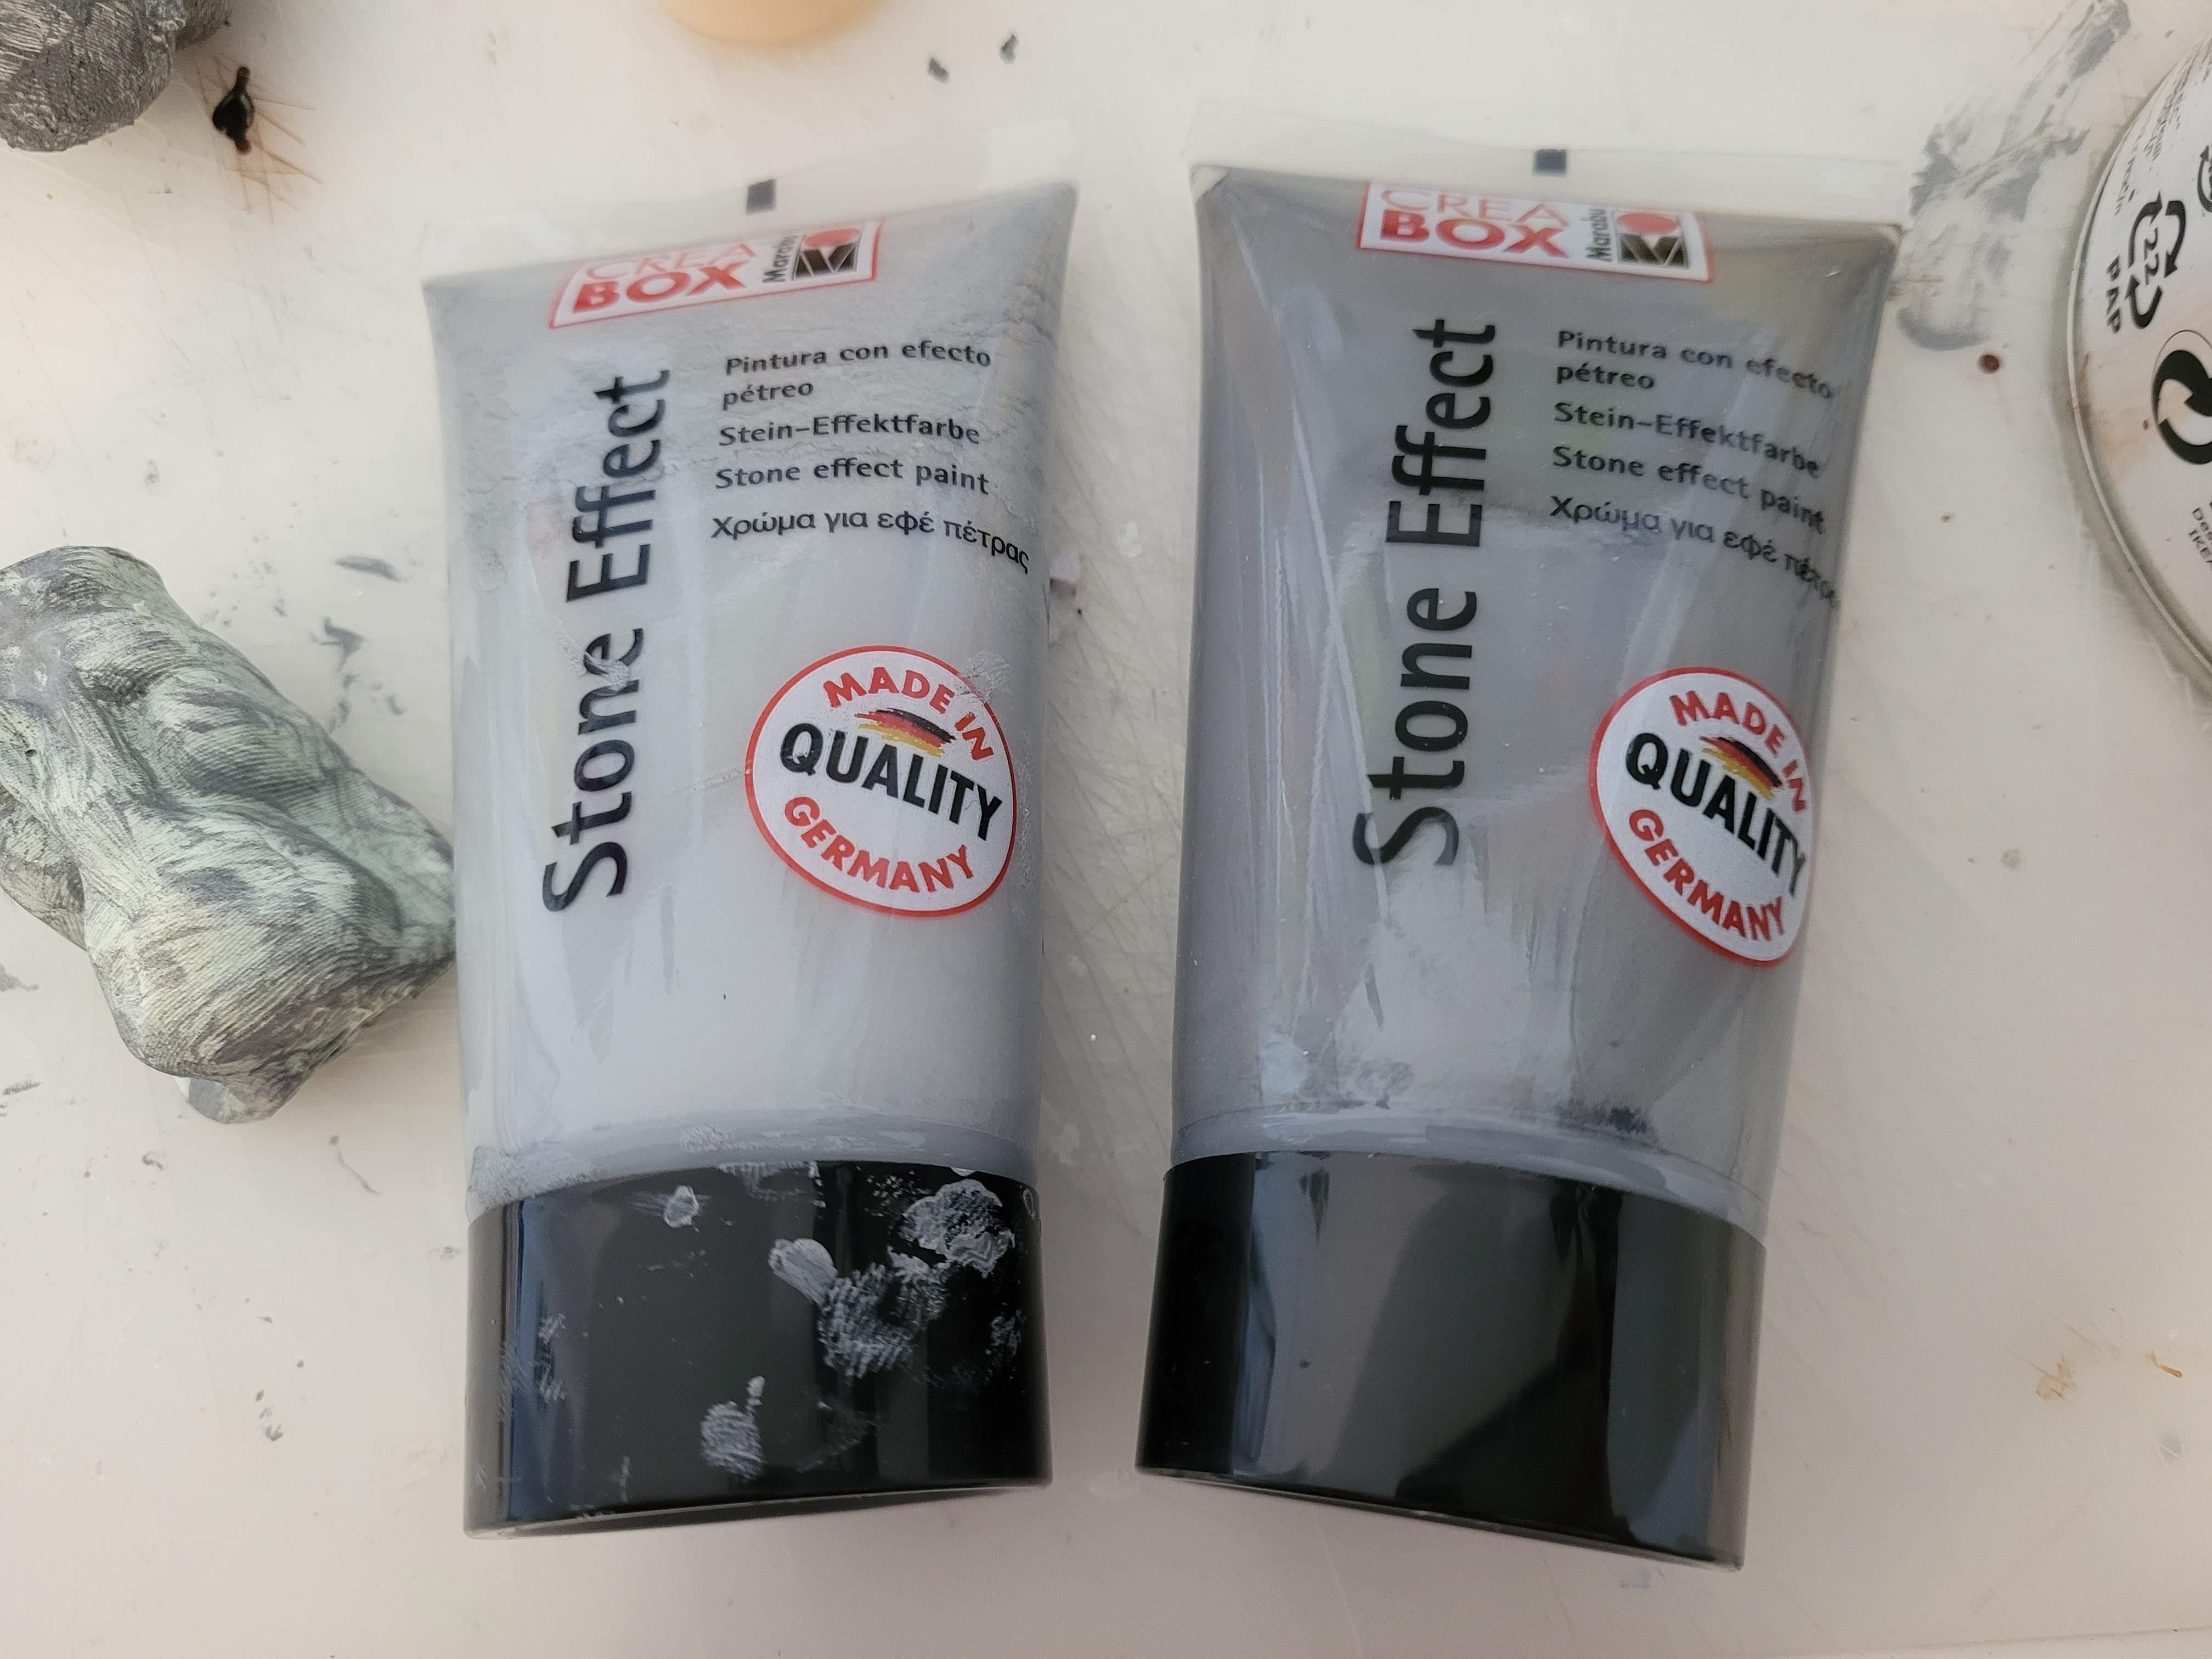 CREA
BOX
Marabu
Stone Effect
Pintura con efecto
pétreo
Stein-Effektfarbe
Stone effect paint
Χρώμα για εφέ πέτρας
MADE IN
QUALITY
GERMANY
CREA
BOX
Marabu
Stone Effect
Pintura con efecto
pétreo
Stein-Effektfarbe
Stone effect paint
Χρώμα για εφέ
MADE IN
QUALITY
GERMANY
22
PAP